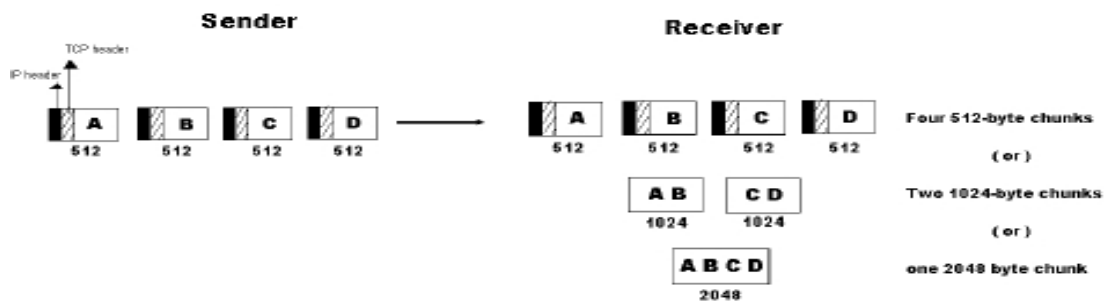 Sender
Receiver
TCP header
IP header
A B C D
512 512 512 512
A B C D
512 512 512 512
Four 512-byte chunks
( or )
A B C D
1024 1024
Two 1024-byte chunks
( or )
A B C D
2048
one 2048 byte chunk